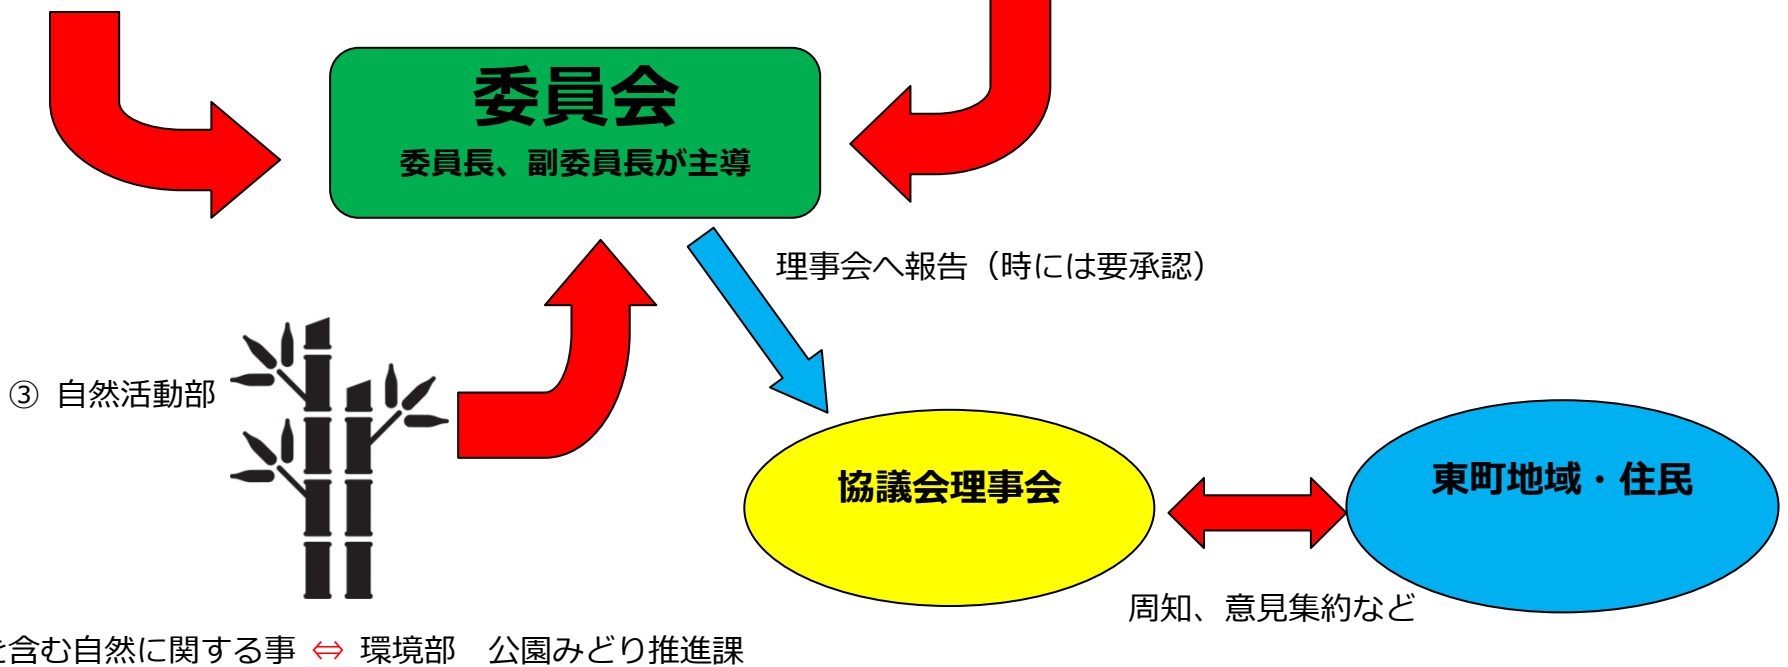 委員会
委員長、副委員長が主導
理事会へ報告（時には要承認）
③ 自然活動部
協議会理事会
東町地域・住民
周知、意見集約など
を含む自然に関する事 ⇔ 環境部　公園みどり推進課